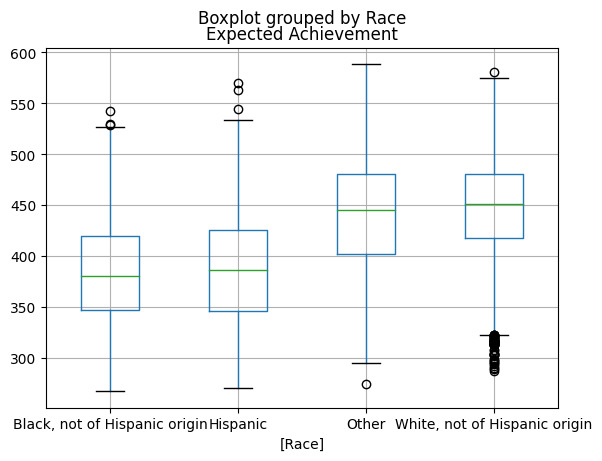 Boxplot grouped by Race
Expected Achievement
600
550
500
450
400
350
300
Black, not of Hispanic origin Hispanic Other White, not of Hispanic origin
[Race]